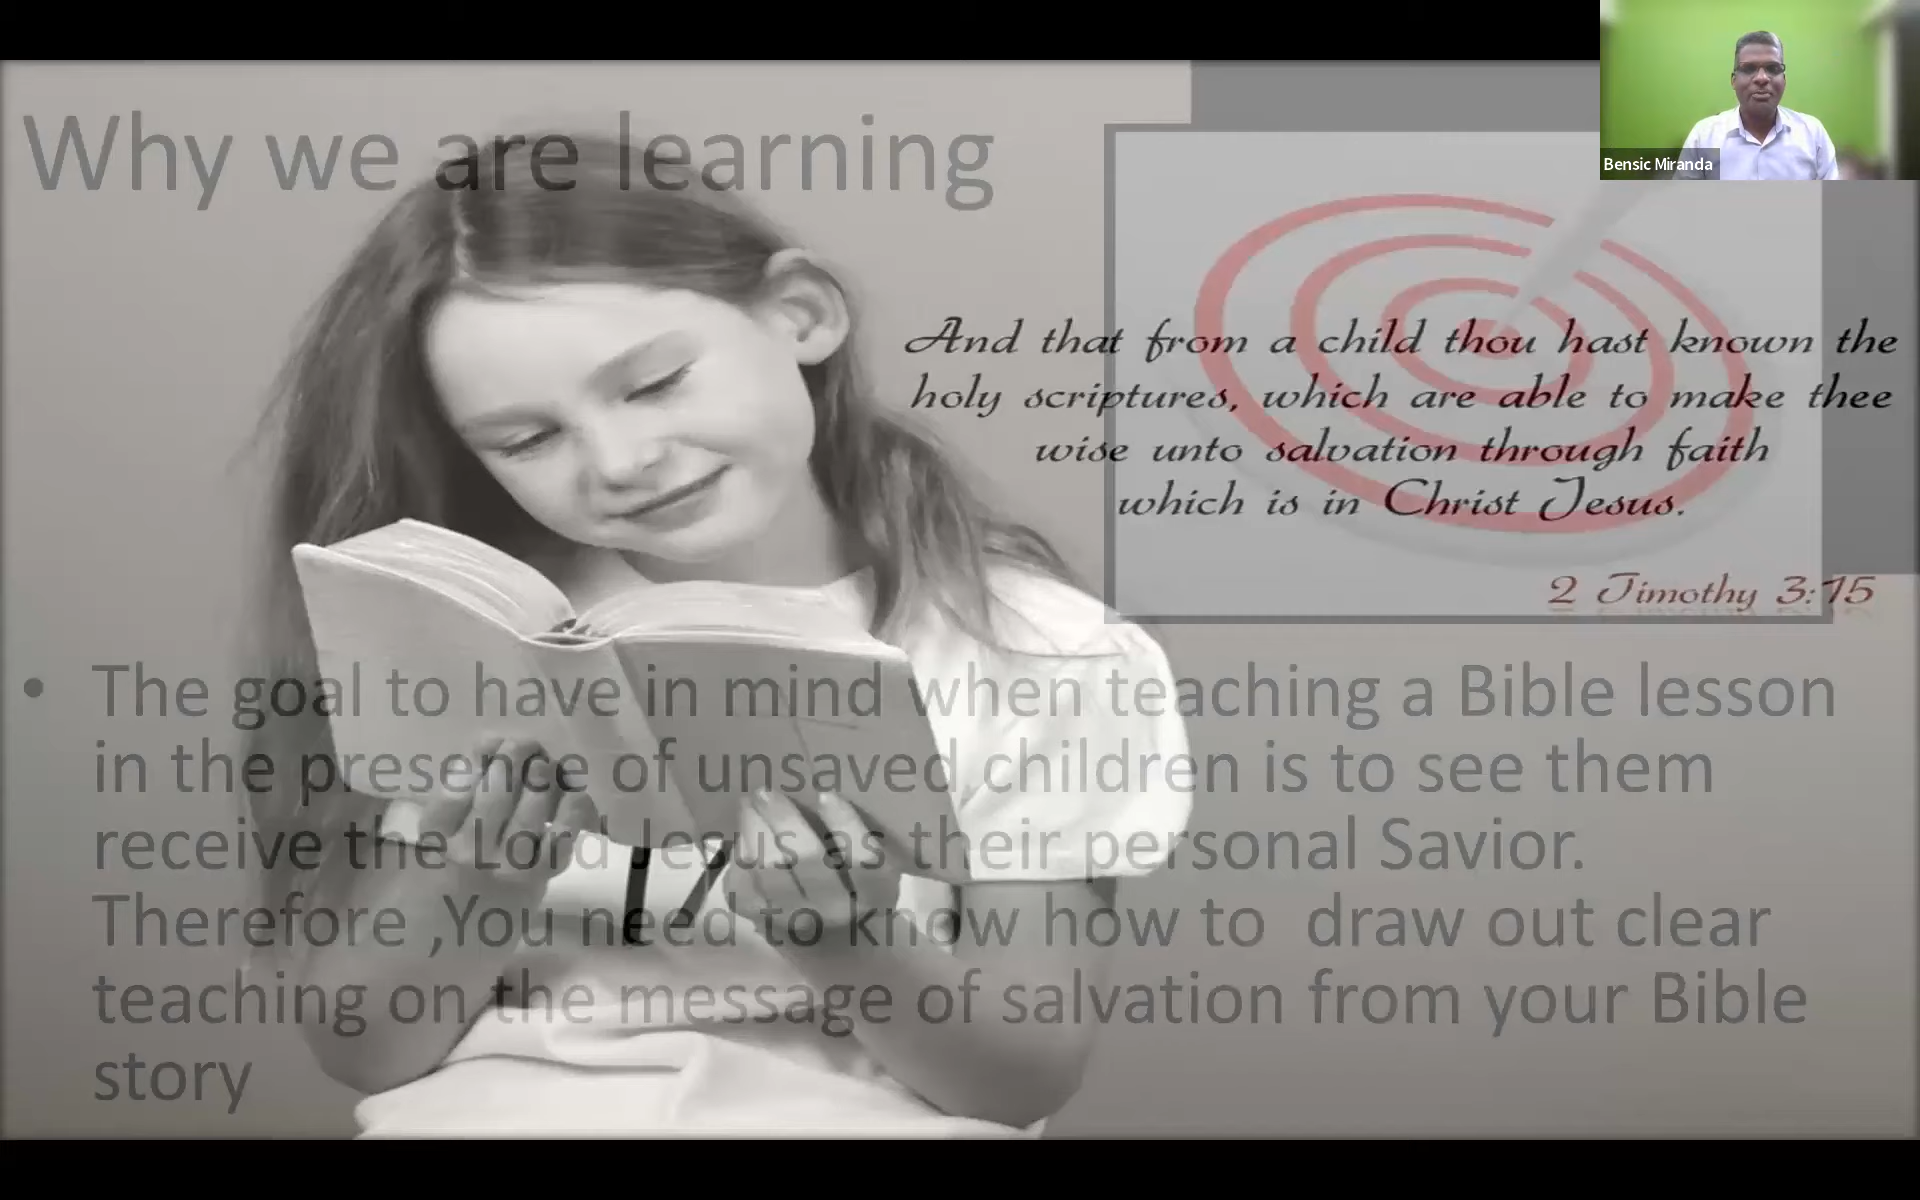 Bensic Miranda
Why we are learning
And that from a child thou hast known the
holy scriptures, which are able to make thee
wise unto salvation through faith
which is in Christ Jesus.
2 Timothy 3:15
• The goal to have in mind when teaching a Bible lesson
in the presence of unsaved children is to see them
receive the Lord Jesus as their personal Savior.
Therefore ,You need to know how to draw out clear
teaching on the message of salvation from your Bible
story